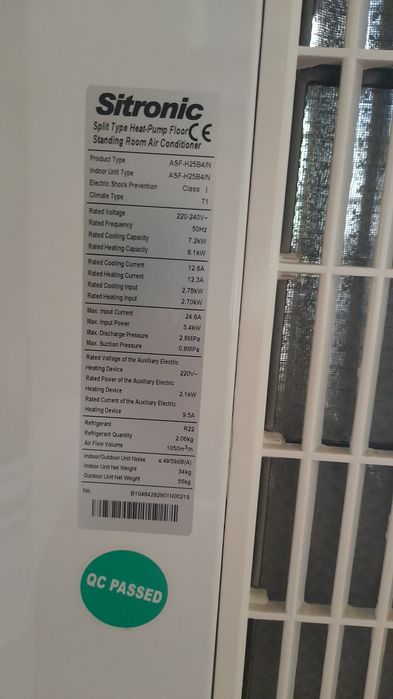 Sitronic
Split Type Heat-Pump Floor CE
Standing Room Air Conditioner
Product Type ASF-H25B4/N
Indoor Unit Type ASF-H25B4/N
Electric Shock Prevention Class I
Climate Type T1
Rated Voltage 220-240V~
Rated Frequency 50Hz
Rated Cooling Capacity 7.2kW
Rated Heating Capacity 8.1kW
Rated Cooling Current 12.6A
Rated Heating Current 12.3A
Rated Cooling Input 2.78kW
Rated Heating Input 2.70kW
Max. Input Current 24.6A
Max. Input Power 5.4kW
Max. Discharge Pressure 2.8MPa
Max. Suction Pressure 0.8MPa
Rated Voltage of the Auxiliary Electric
Heating Device 220V~
Rated Power of the Auxiliary Electric
Heating Device 2.1kW
Rated Current of the Auxiliary Electric
Heating Device 9.5A
Refrigerant R22
Refrigerant Quantity 2.06kg
Air Flow Volume 1050m³/h
Indoor/Outdoor Unit Noise ≤ 49/59dB(A)
Indoor Unit Net Weight 34kg
Outdoor Unit Net Weight 55kg
No. B10484292901N00219
QC PASSED